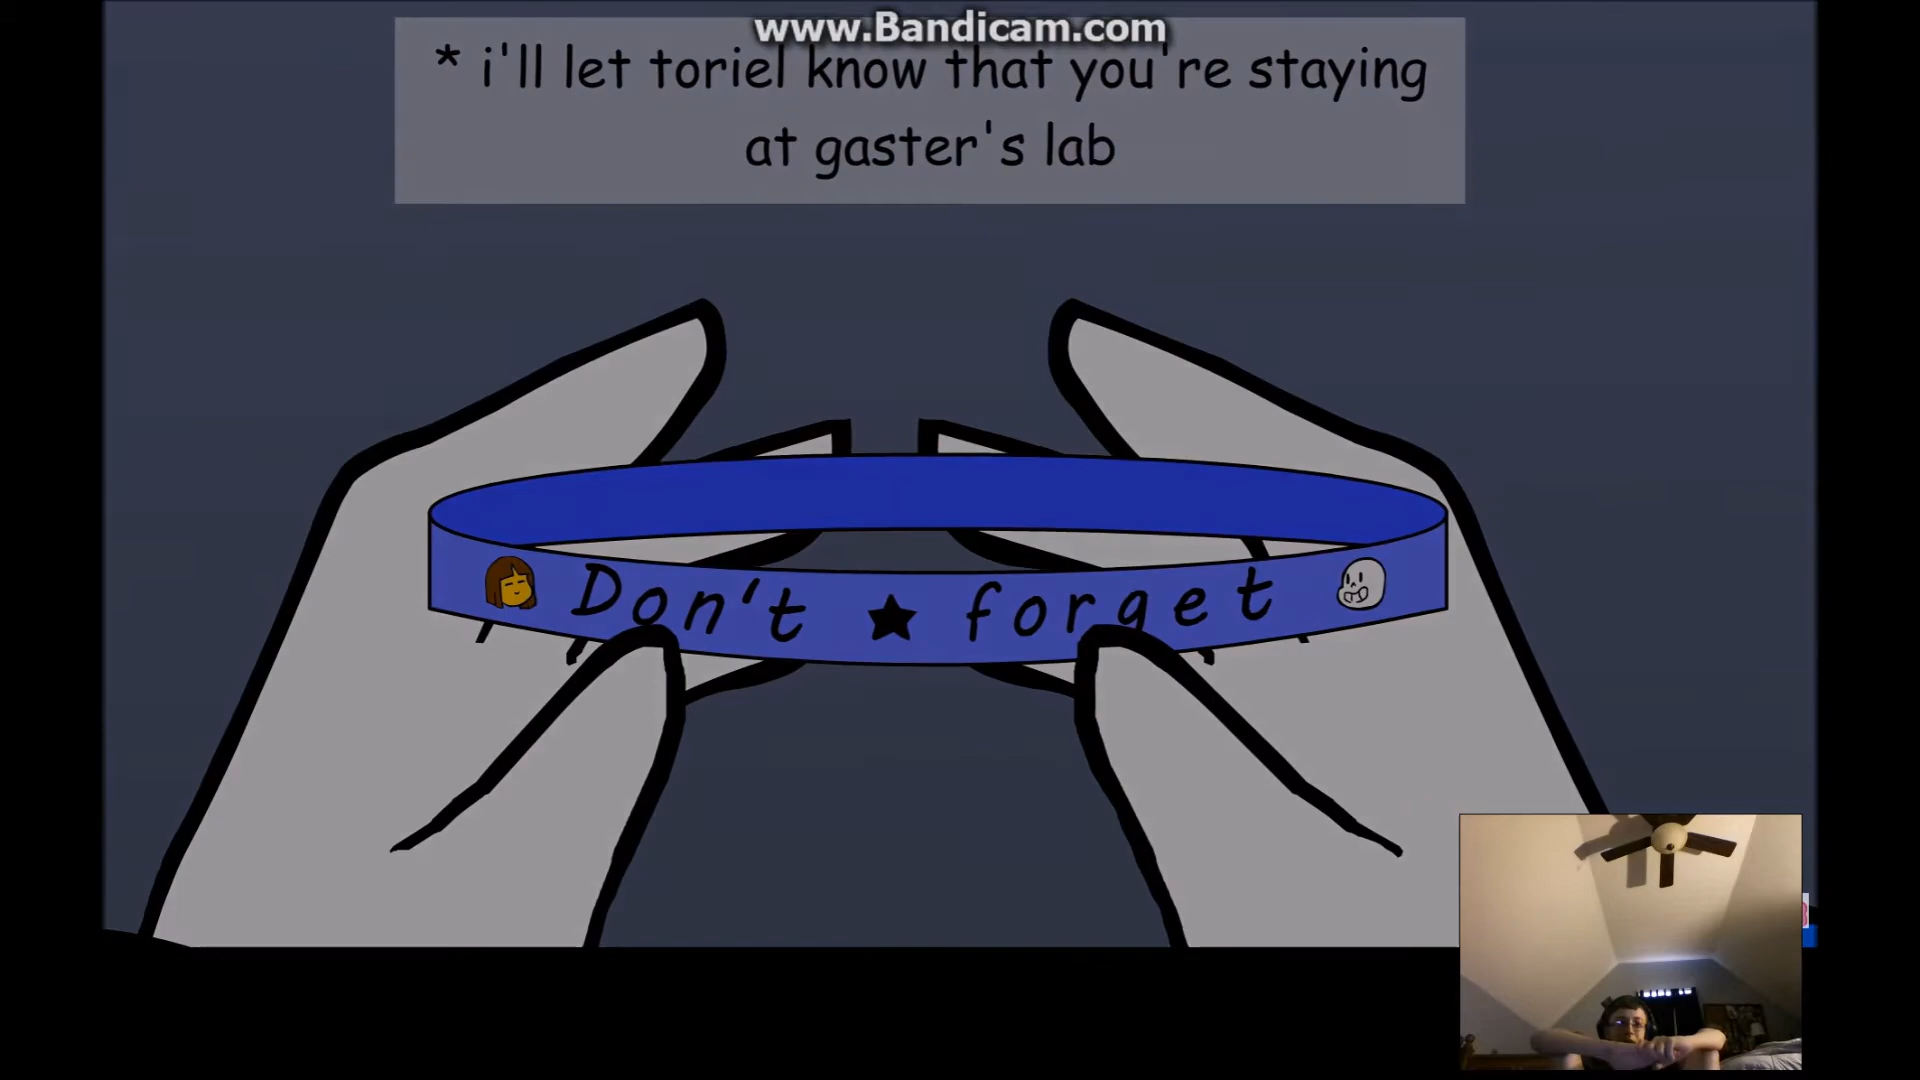 www.Bandicam.com
* i'll let toriel know that you're staying
at gaster's lab
Don't ★ forget